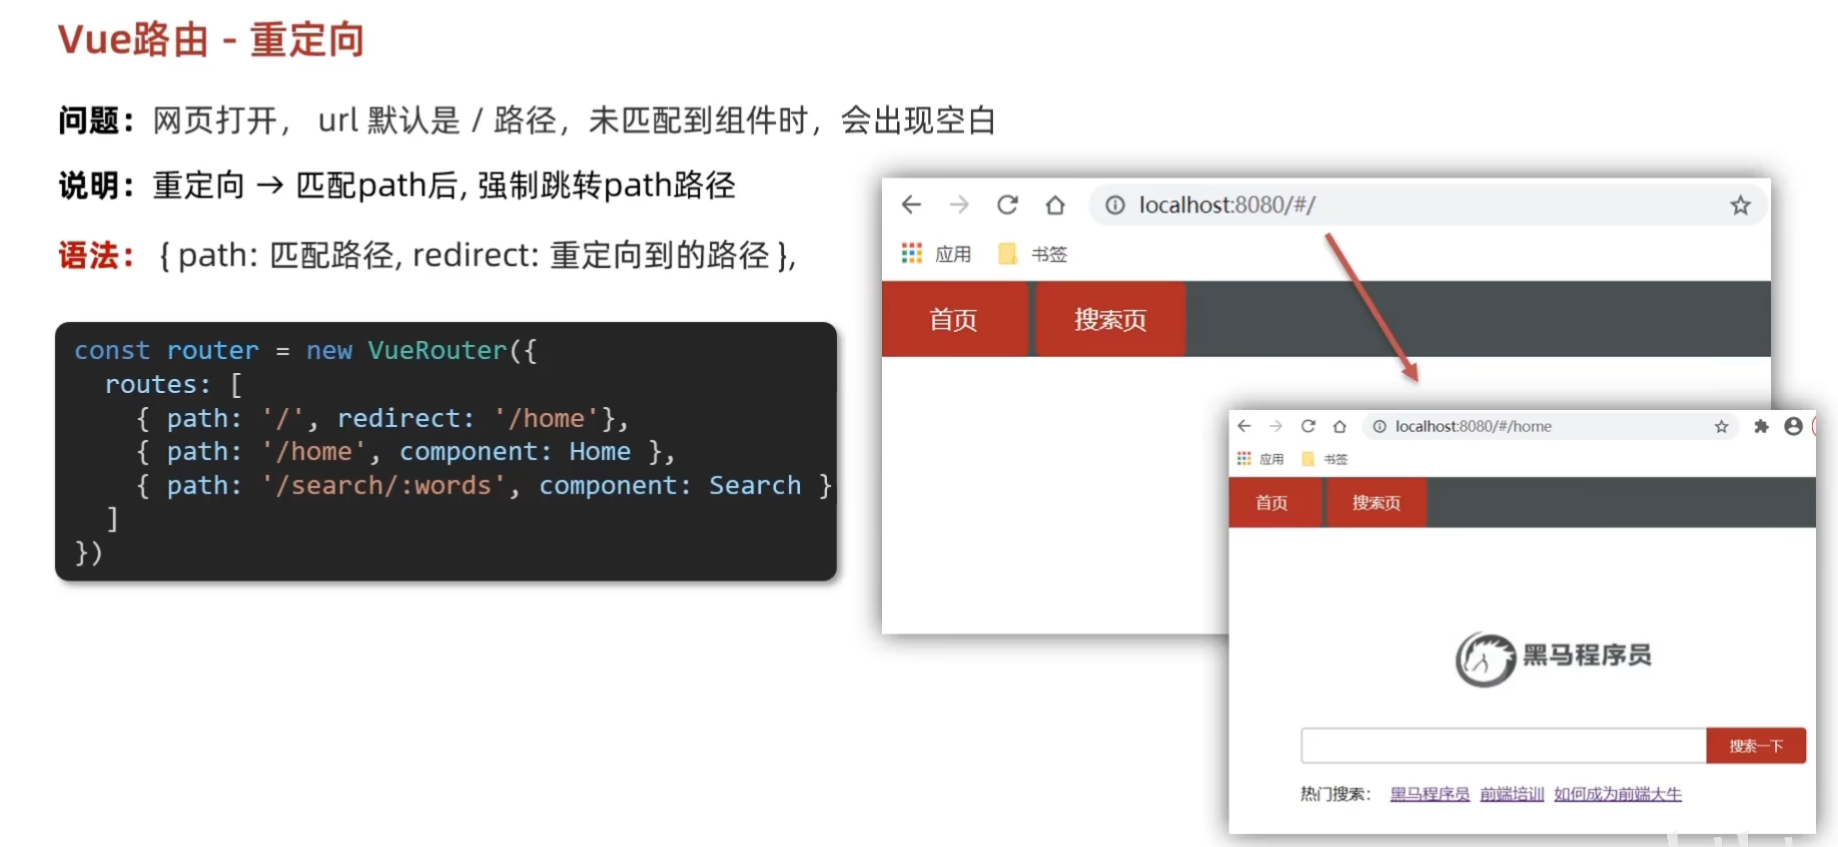 Vue路由 - 重定向
问题：网页打开， url 默认是 / 路径，未匹配到组件时，会出现空白
说明：重定向 → 匹配path后, 强制跳转path路径
语法： { path: 匹配路径, redirect: 重定向到的路径 },
const router = new VueRouter({
  routes: [
    { path: '/', redirect: '/home'},
    { path: '/home', component: Home },
    { path: '/search/:words', component: Search }
  ]
})
localhost:8080/#/
应用 书签
首页 搜索页
localhost:8080/#/home
应用 书签
首页 搜索页
黑马程序员
搜索一下
热门搜索： 黑马程序员 前端培训 如何成为前端大牛